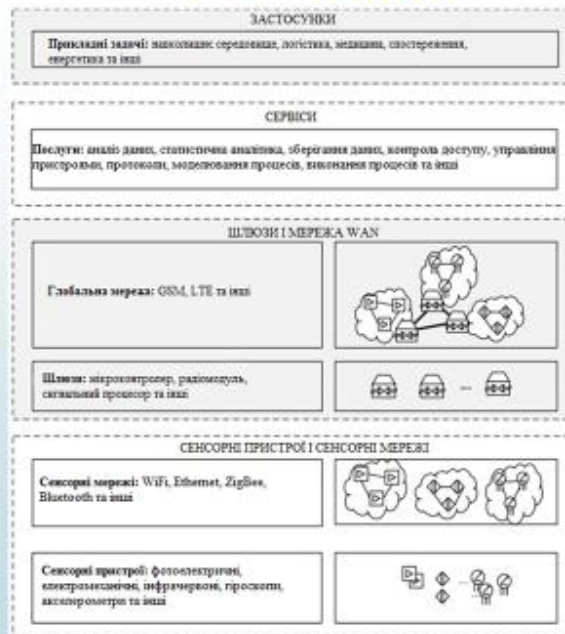 ЗАСТОСУНКИ
Прикладні задачі: навколишнє середовище, логістика, медицина, спостереження,
енергетика та інші
СЕРВІСИ
Послуги: аналіз даних, статистична аналітика, зберігання даних, контроль доступу, управління
пристроями, протоколи, моделювання процесів, виконання процесів та інші
ШЛЮЗИ І МЕРЕЖА WAN
Глобальна мережа: GSM, LTE та інші
Шлюзи: мікроконтролер, радіомодуль,
сигнальний процесор та інші
...
СЕНСОРНІ ПРИСТРОЇ І СЕНСОРНІ МЕРЕЖІ
Сенсорні мережі: WiFi, Ethernet, ZigBee,
Bluetooth та інші
Сенсорні пристрої: фотоелектричні,
електромеханічні, інфрачервоні, гіроскопи,
акселерометри та інші
...